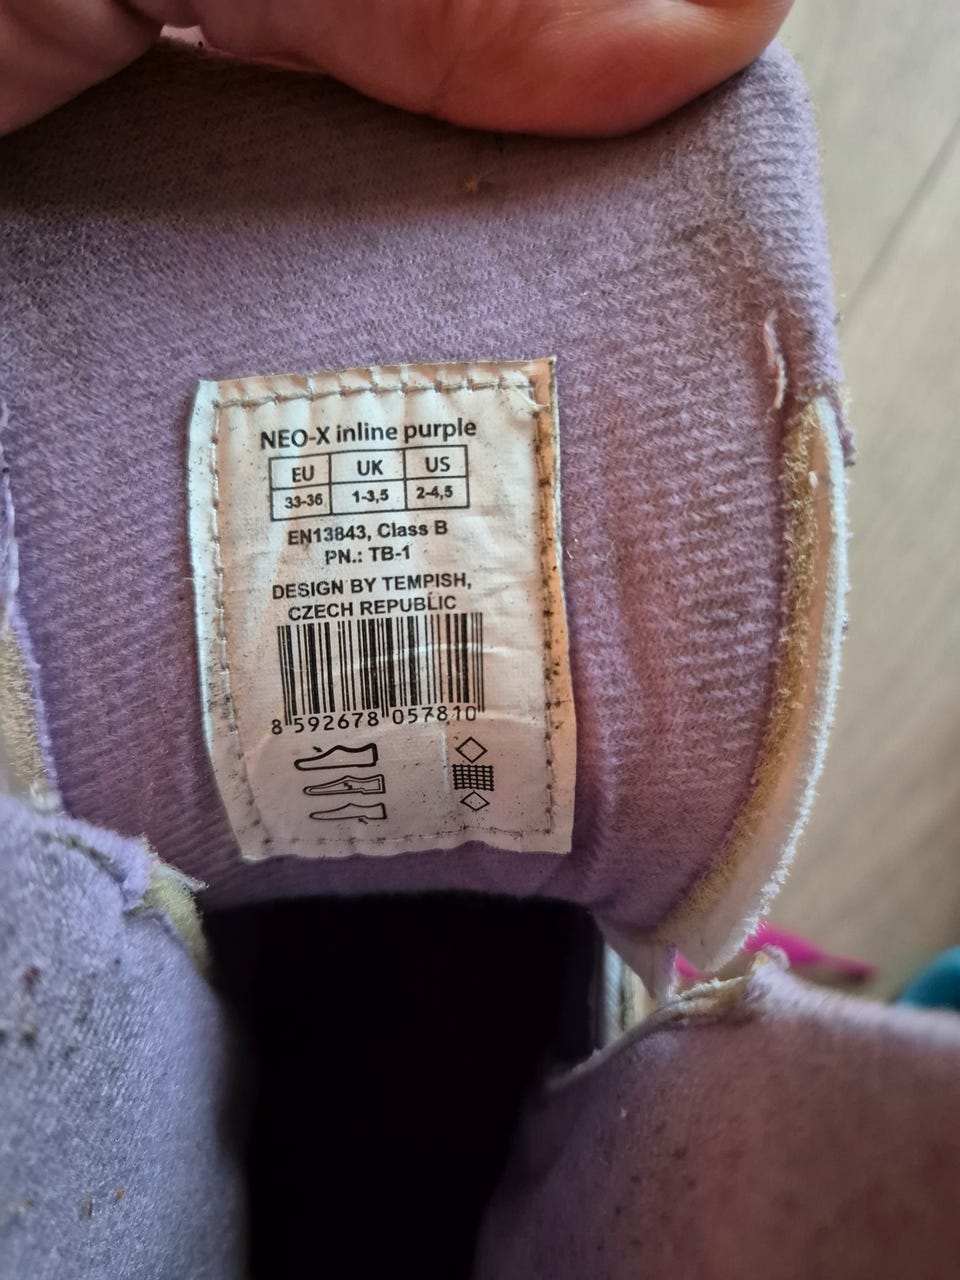 NEO-X inline purple
EU UK US
33-36 1-3,5 2-4,5
EN13843, Class B
PN.: TB-1
DESIGN BY TEMPISH,
CZECH REPUBLIC
8 592678 057810